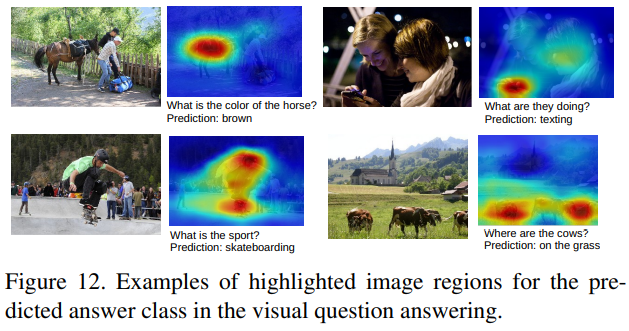 What is the color of the horse?
Prediction: brown
What are they doing?
Prediction: texting
What is the sport?
Prediction: skateboarding
Where are the cows?
Prediction: on the grass
Figure 12. Examples of highlighted image regions for the pre-
dicted answer class in the visual question answering.